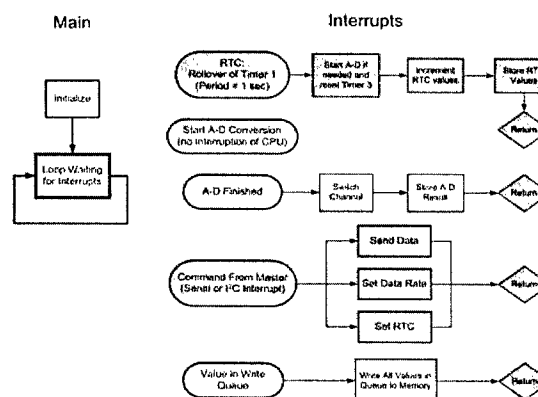 Main
Interrupts
Initialize
Loop Waiting
for Interrupts
RTC:
Rollover of Timer 1
(Period = 1 sec)
Start A-D if
needed and
reset Timer 3
Increment
RTC values
Store RTC
Values
Return
Start A-D Conversion
(no Interruption of CPU)
A-D Finished
Switch
Channel
Store A-D
Result
Return
Command From Master
(Serial or I²C Interrupt)
Send Data
Set Data Rate
Set RTC
Return
Value in Write
Queue
Write All Values in
Queue to Memory
Return